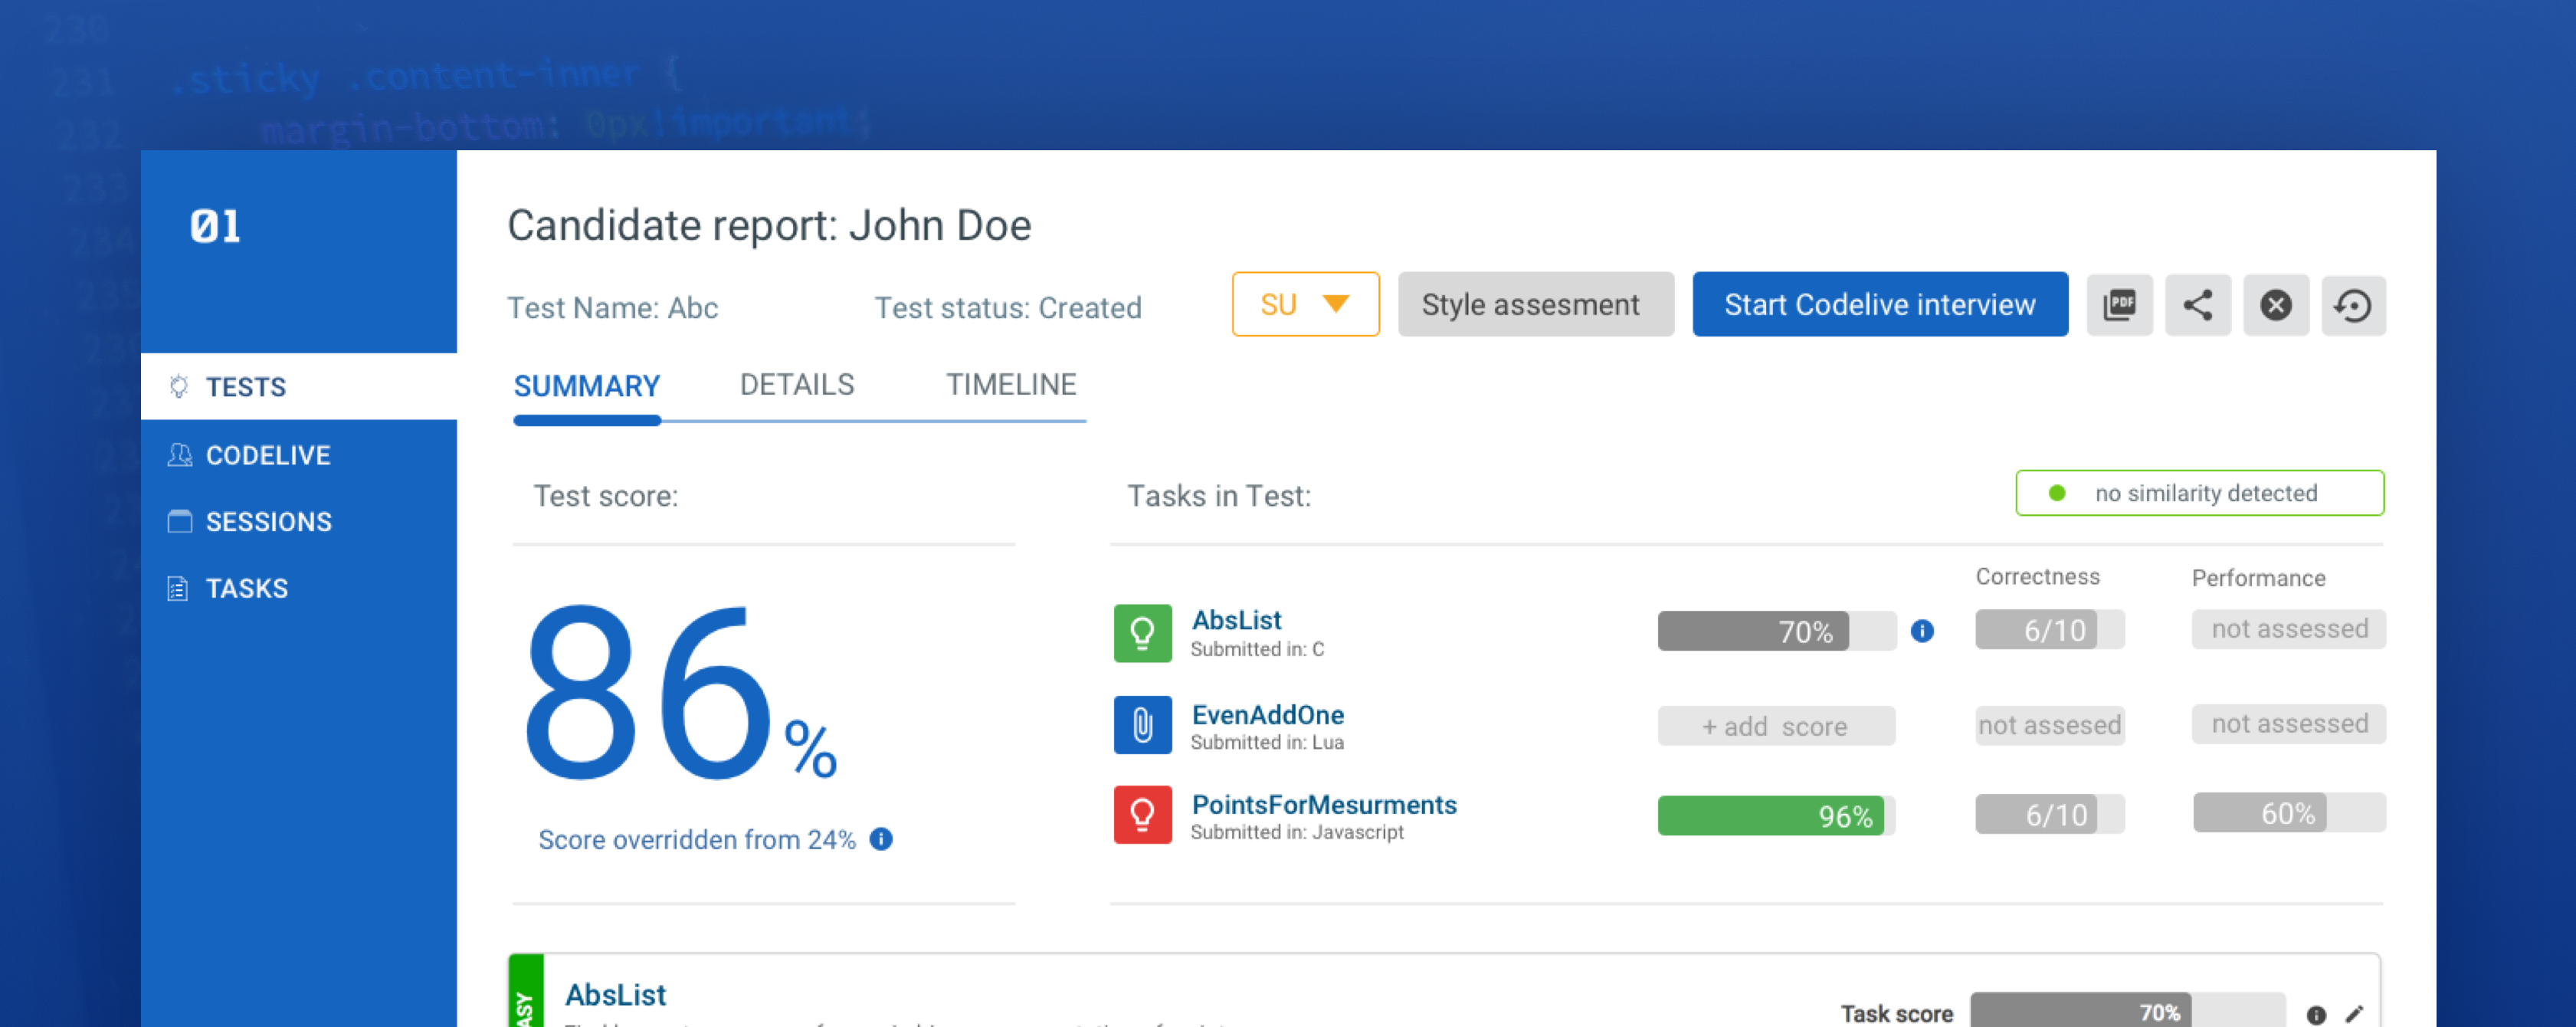 230
231 .sticky .content-inner {
232 margin-bottom: 0px!important;
233
234
235
01
Candidate report: John Doe
Test Name: Abc Test status: Created SU Style assesment Start Codelive interview PDF
TESTS
CODELIVE
SESSIONS
TASKS
SUMMARY DETAILS TIMELINE
Test score:
86%
Score overridden from 24%
Tasks in Test: no similarity detected
Correctness Performance
AbsList 70% 6/10 not assessed
Submitted in: C
EvenAddOne + add score not assesed not assessed
Submitted in: Lua
PointsForMesurments 96% 6/10 60%
Submitted in: Javascript
AbsList
Task score 70%